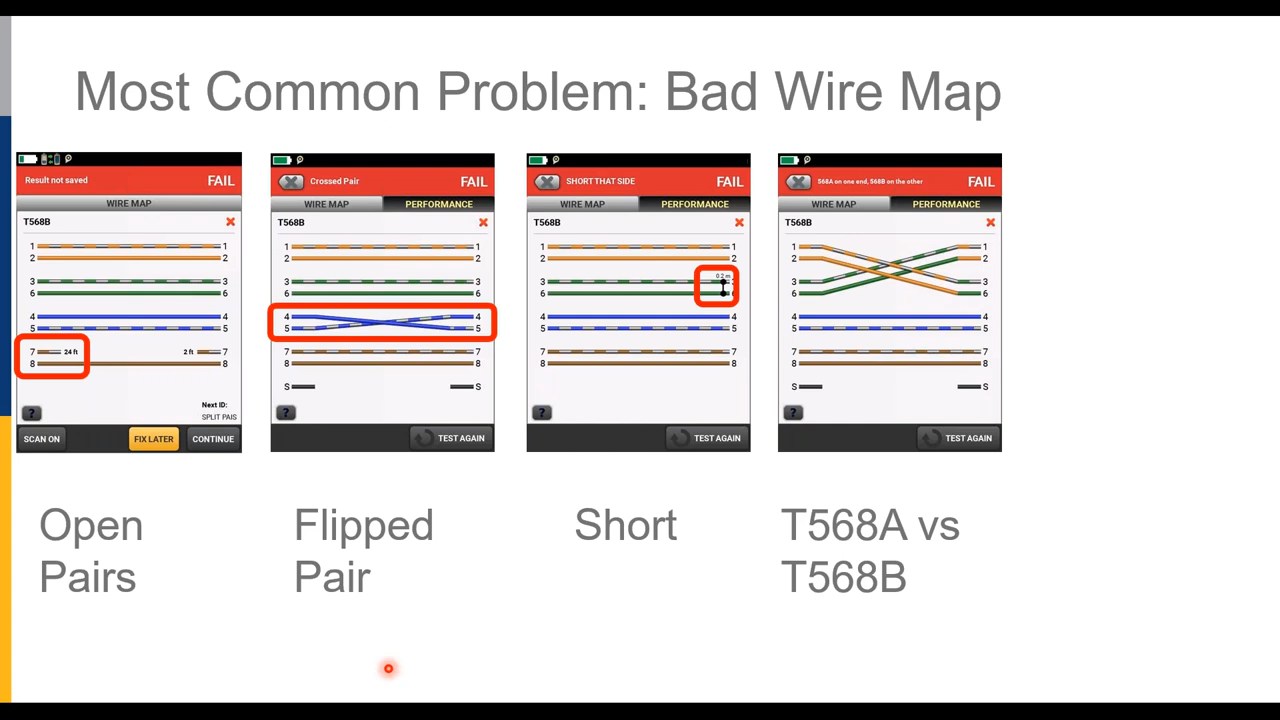 Most Common Problem: Bad Wire Map
Result not saved FAIL
WIRE MAP
T568B
1 1
2 2
3 3
6 6
4 4
5 5
7 24 ft 2 ft 7
8 8
Next ID:
? SPLIT PAIS
SCAN ON FIX LATER CONTINUE
Crossed Pair FAIL
WIRE MAP PERFORMANCE
T568B
1 1
2 2
3 3
6 6
4 4
5 5
7 7
8 8
S S
?
TEST AGAIN
SHORT THAT SIDE FAIL
WIRE MAP PERFORMANCE
T568B
1 1
2 2
0.2 m
3
6
4 4
5 5
7 7
8 8
?
TEST AGAIN
568A on one end, 568B on the other FAIL
WIRE MAP PERFORMANCE
T568B
1 1
2 2
3 3
6 6
4 4
5 5
7 7
8 8
S S
?
TEST AGAIN
Open
Pairs
Flipped
Pair
Short
T568A vs
T568B